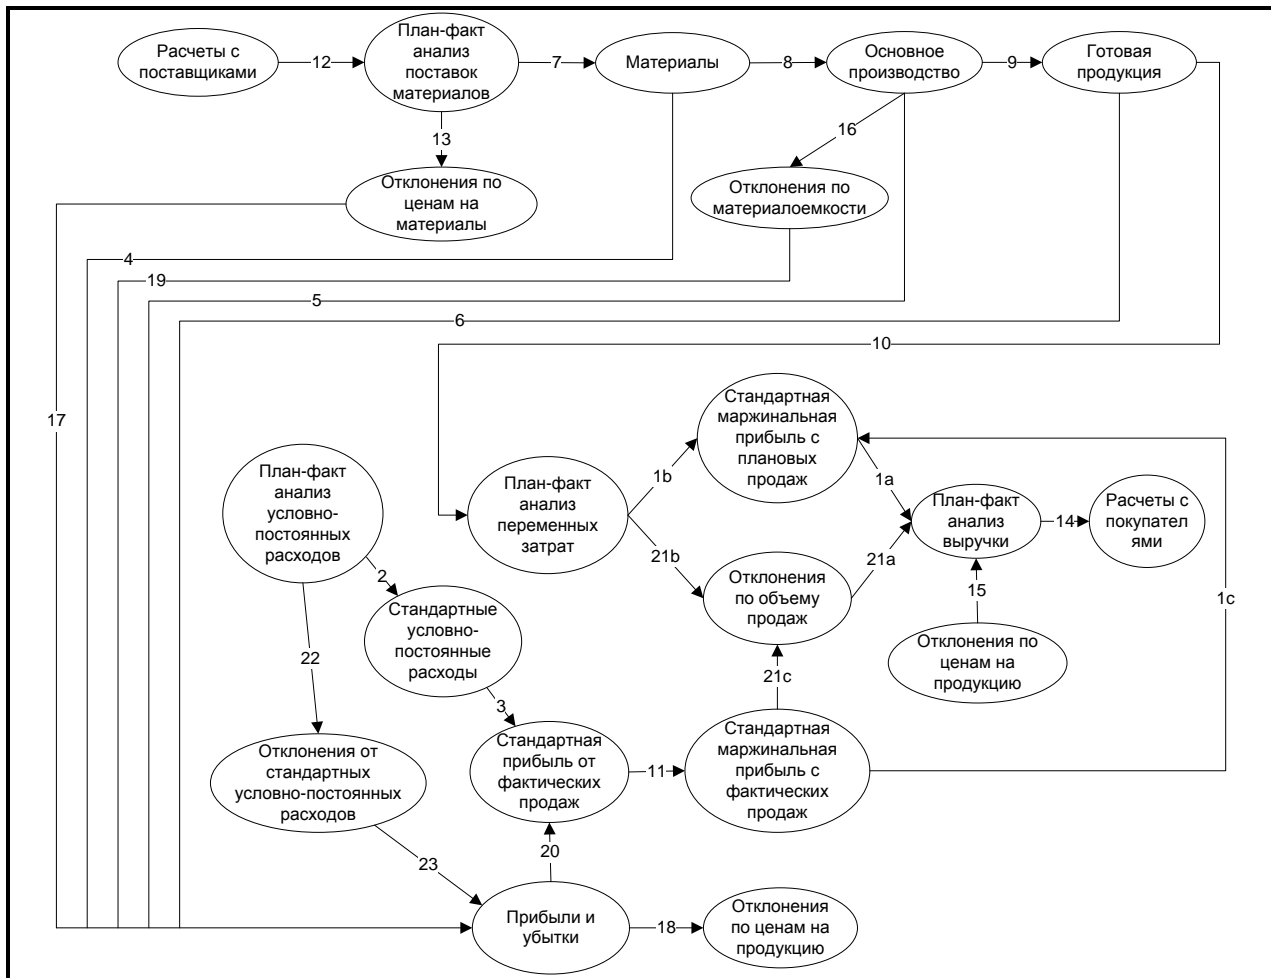 Расчеты с
поставщиками
12
План-факт
анализ
поставок
материалов
7
Материалы
8
Основное
производство
9
Готовая
продукция
13
16
Отклонения по
ценам на
материалы
Отклонения по
материалоемкости
4
19
5
6
10
17
Стандартная
маржинальная
прибыль с
плановых
продаж
План-факт
анализ
условно-
постоянных
расходов
План-факт
анализ
переменных
затрат
1b
1a
21b
21a
План-факт
анализ
выручки
14
Расчеты с
покупател
ями
2
Отклонения
по объему
продаж
15
1c
Стандартные
условно-
постоянные
расходы
Отклонения по
ценам на
продукцию
22
21c
3
Отклонения от
стандартных
условно-постоянных
расходов
Стандартная
прибыль от
фактических
продаж
11
Стандартная
маржинальная
прибыль с
фактических
продаж
20
23
Прибыли и
убытки
18
Отклонения
по ценам на
продукцию